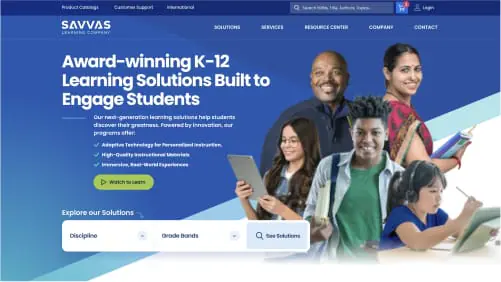 Product Catalogs Customer Support International
Search ISBNs, Title, Authors, Topics...
Login
SAVVAS
LEARNING COMPANY
SOLUTIONS SERVICES RESOURCE CENTER COMPANY CONTACT
Award-winning K-12
Learning Solutions Built to
Engage Students
Our next-generation learning solutions help students
discover their greatness. Powered by innovation, our
programs offer:
Adaptive Technology for Personalized Instruction.
High-Quality Instructional Materials
Immersive, Real-World Experiences
Watch to Learn
Explore our Solutions
Discipline Grade Bands See Solutions